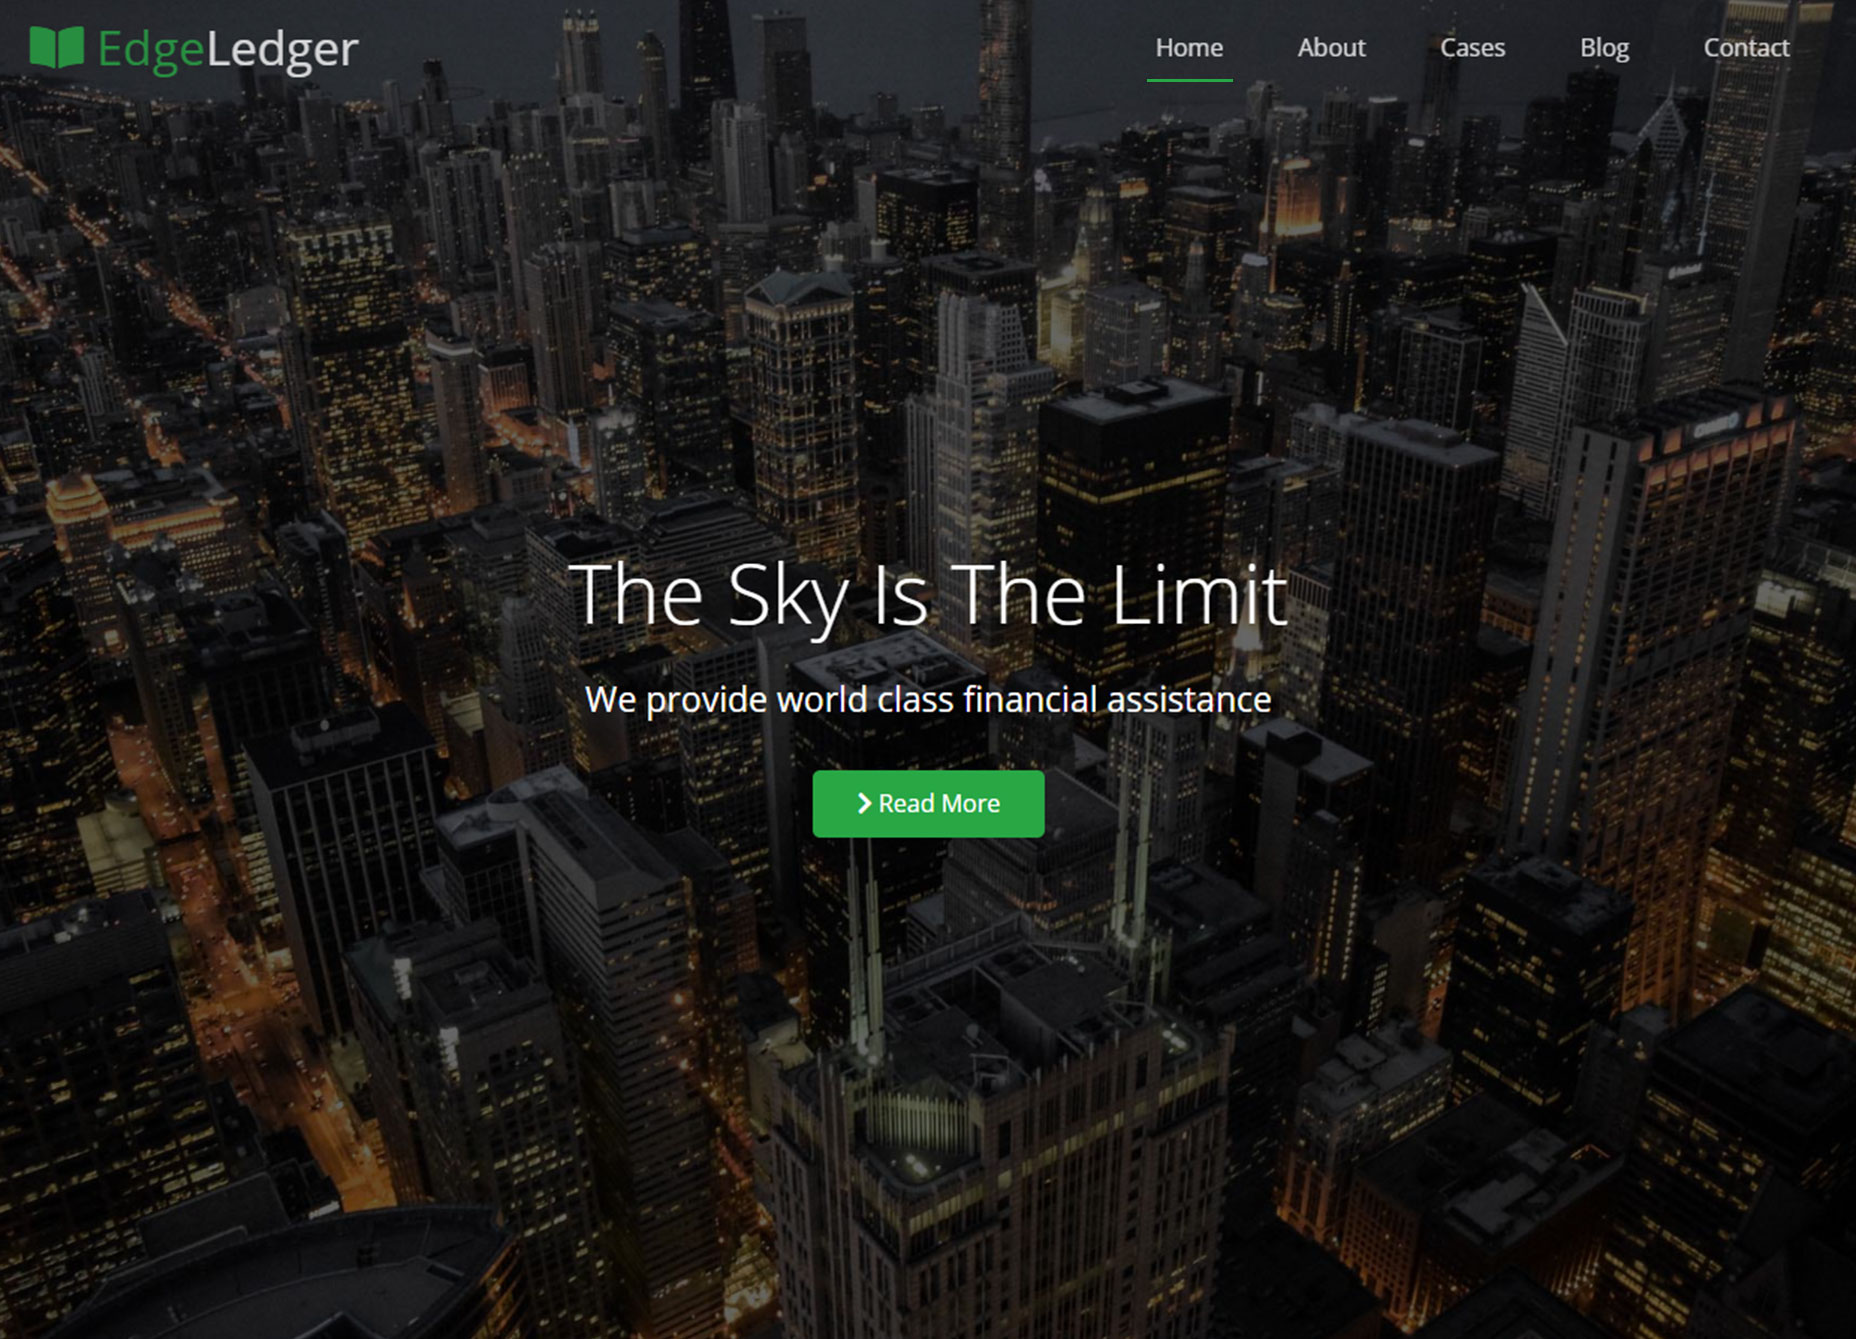 EdgeLedger
Home About Cases Blog Contact
The Sky Is The Limit
We provide world class financial assistance
Read More